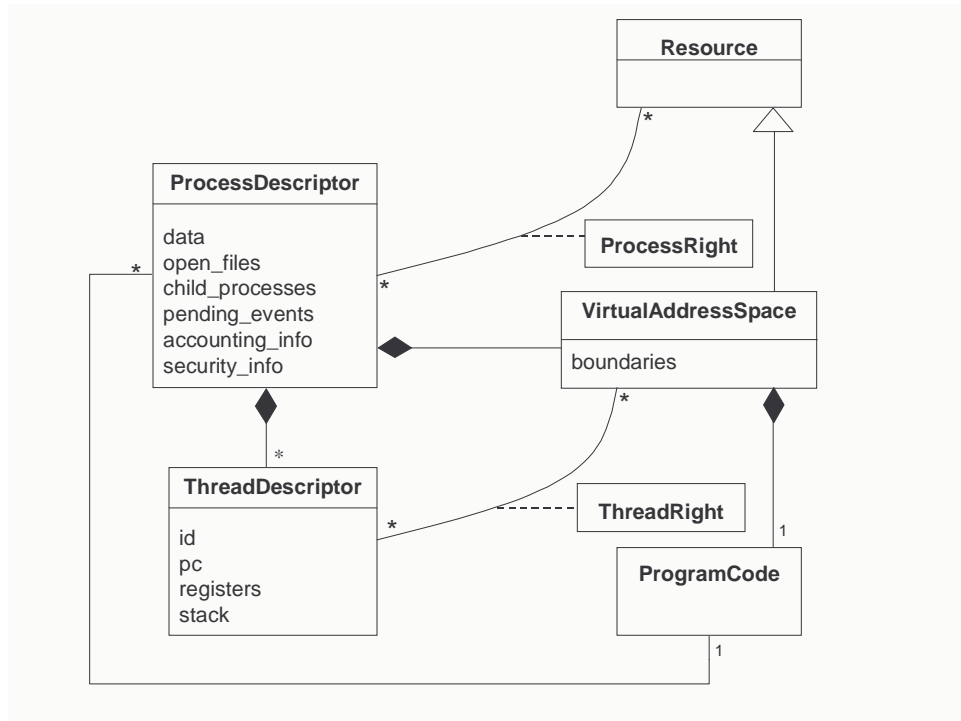 Resource
*
ProcessDescriptor
data
open_files
child_processes
pending_events
accounting_info
security_info
*
*
ProcessRight
VirtualAddressSpace
boundaries
*
*
ThreadDescriptor
id
pc
registers
stack
*
ThreadRight
1
ProgramCode
1